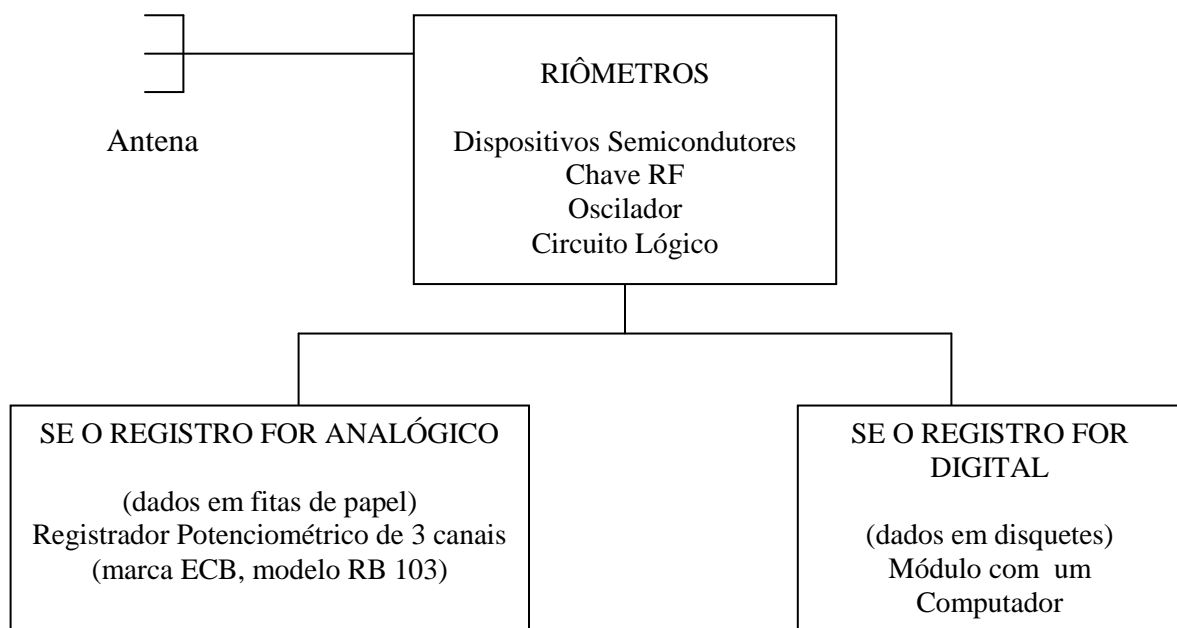 RIÔMETROS
Antena
Dispositivos Semicondutores
Chave RF
Oscilador
Circuito Lógico
SE O REGISTRO FOR ANALÓGICO
(dados em fitas de papel)
Registrador Potenciométrico de 3 canais
(marca ECB, modelo RB 103)
SE O REGISTRO FOR
DIGITAL
(dados em disquetes)
Módulo com um
Computador